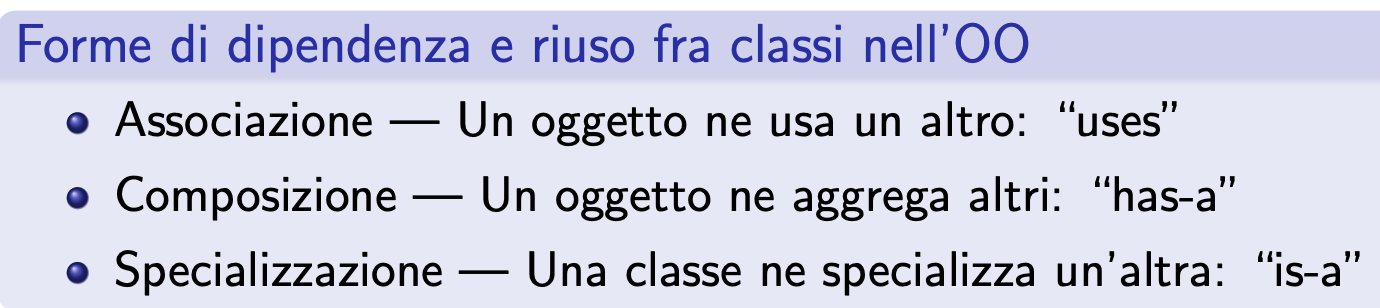 Forme di dipendenza e riuso fra classi nell'OO
Associazione — Un oggetto ne usa un altro: “uses”
Composizione — Un oggetto ne aggrega altri: “has-a”
Specializzazione — Una classe ne specializza un'altra: “is-a”